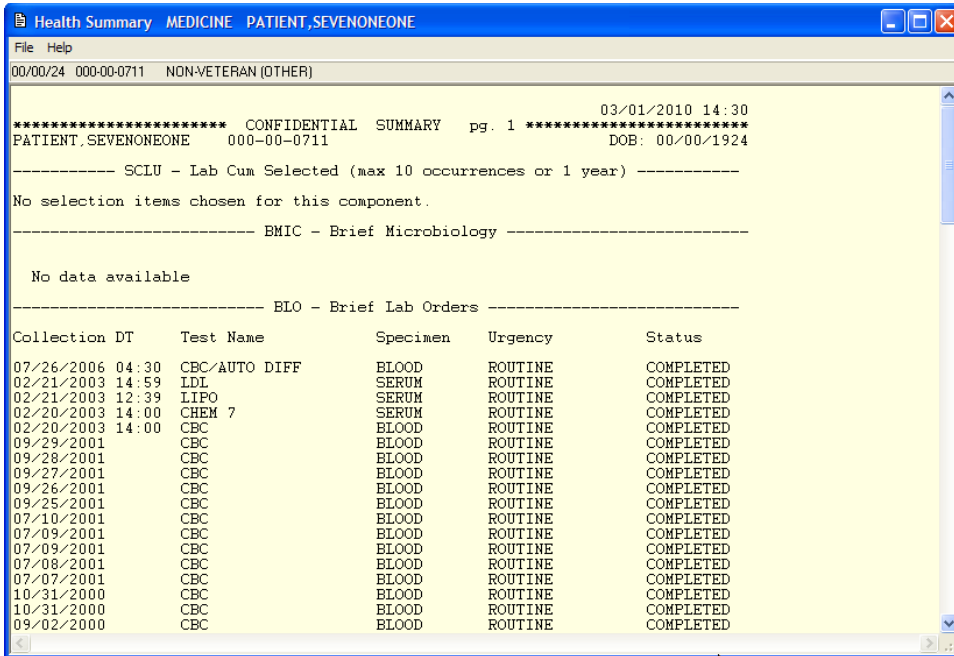 Health Summary MEDICINE PATIENT,SEVENONEONE
File Help
00/00/24 000-00-0711 NON-VETERAN (OTHER)
03/01/2010 14:30
*********************** CONFIDENTIAL SUMMARY pg. 1 ************************
PATIENT,SEVENONEONE 000-00-0711 DOB: 00/00/1924
----------- SCLU - Lab Cum Selected (max 10 occurrences or 1 year) -----------
No selection items chosen for this component.
-------------------------- BMIC - Brief Microbiology --------------------------
No data available
--------------------------- BLO - Brief Lab Orders ---------------------------
Collection DT Test Name Specimen Urgency Status
07/26/2006 04:30 CBC/AUTO DIFF BLOOD ROUTINE COMPLETED
02/21/2003 14:59 LDL SERUM ROUTINE COMPLETED
02/21/2003 12:39 LIPO SERUM ROUTINE COMPLETED
02/20/2003 14:00 CHEM 7 SERUM ROUTINE COMPLETED
02/20/2003 14:00 CBC BLOOD ROUTINE COMPLETED
09/29/2001 CBC BLOOD ROUTINE COMPLETED
09/28/2001 CBC BLOOD ROUTINE COMPLETED
09/27/2001 CBC BLOOD ROUTINE COMPLETED
09/26/2001 CBC BLOOD ROUTINE COMPLETED
09/25/2001 CBC BLOOD ROUTINE COMPLETED
07/10/2001 CBC BLOOD ROUTINE COMPLETED
07/09/2001 CBC BLOOD ROUTINE COMPLETED
07/09/2001 CBC BLOOD ROUTINE COMPLETED
07/08/2001 CBC BLOOD ROUTINE COMPLETED
07/07/2001 CBC BLOOD ROUTINE COMPLETED
10/31/2000 CBC BLOOD ROUTINE COMPLETED
10/31/2000 CBC BLOOD ROUTINE COMPLETED
09/02/2000 CBC BLOOD ROUTINE COMPLETED